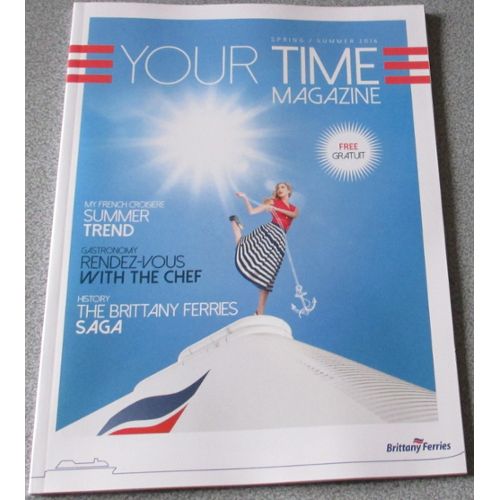 SPRING / SUMMER 2016
YOUR TIME
MAGAZINE
FREE
GRATUIT
MY FRENCH CROISIERE
SUMMER
TREND
GASTRONOMY
RENDEZ-VOUS
WITH THE CHEF
HISTORY
THE BRITTANY FERRIES
SAGA
Brittany Ferries